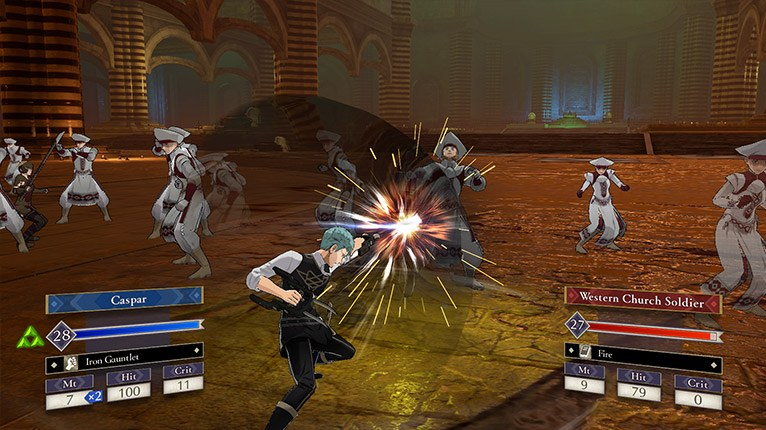 Caspar
28
Iron Gauntlet
Mt
Hit
Crit
7
×2
100
11
Western Church Soldier
27
Fire
Mt
Hit
Crit
9
79
0